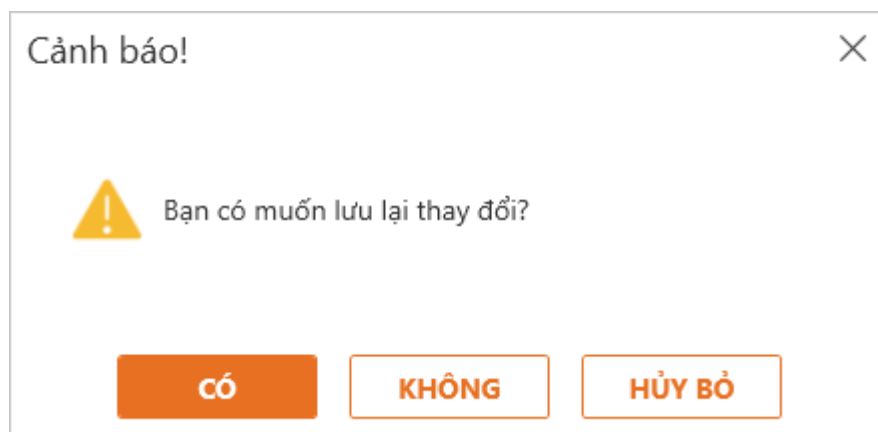 Cảnh báo!
Bạn có muốn lưu lại thay đổi?
CÓ KHÔNG HỦY BỎ